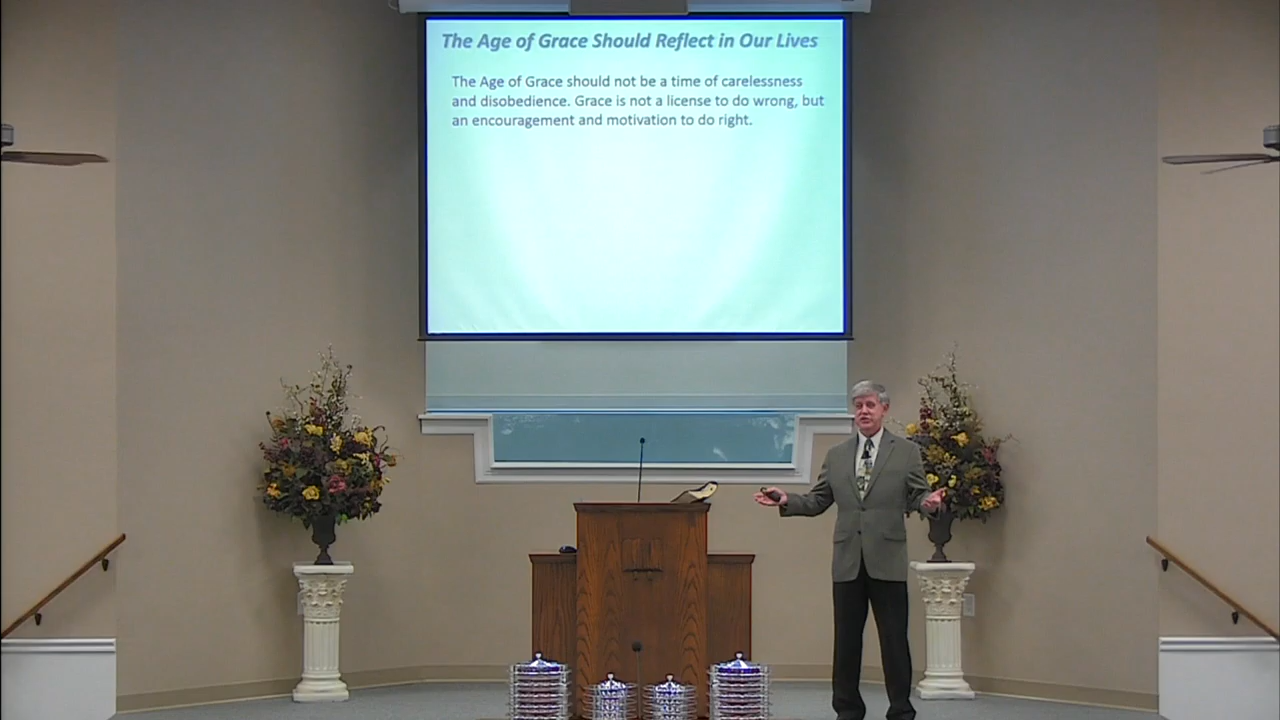 The Age of Grace Should Reflect in Our Lives
The Age of Grace should not be a time of carelessness
and disobedience. Grace is not a license to do wrong, but
an encouragement and motivation to do right.